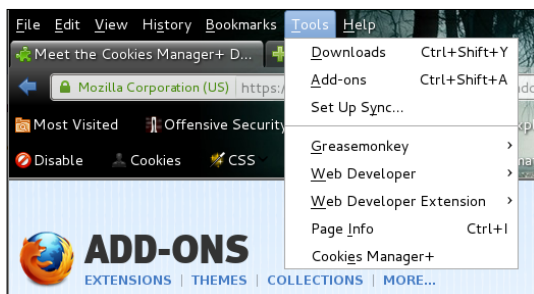 File Edit View History Bookmarks Tools Help
Meet the Cookies Manager+ D...
Mozilla Corporation (US) https:/
Most Visited Offensive Security
Disable Cookies CSS
Downloads Ctrl+Shift+Y
Add-ons Ctrl+Shift+A
Set Up Sync...
Greasemonkey
Web Developer
Web Developer Extension
Page Info Ctrl+I
Cookies Manager+
ADD-ONS
EXTENSIONS | THEMES | COLLECTIONS | MORE...